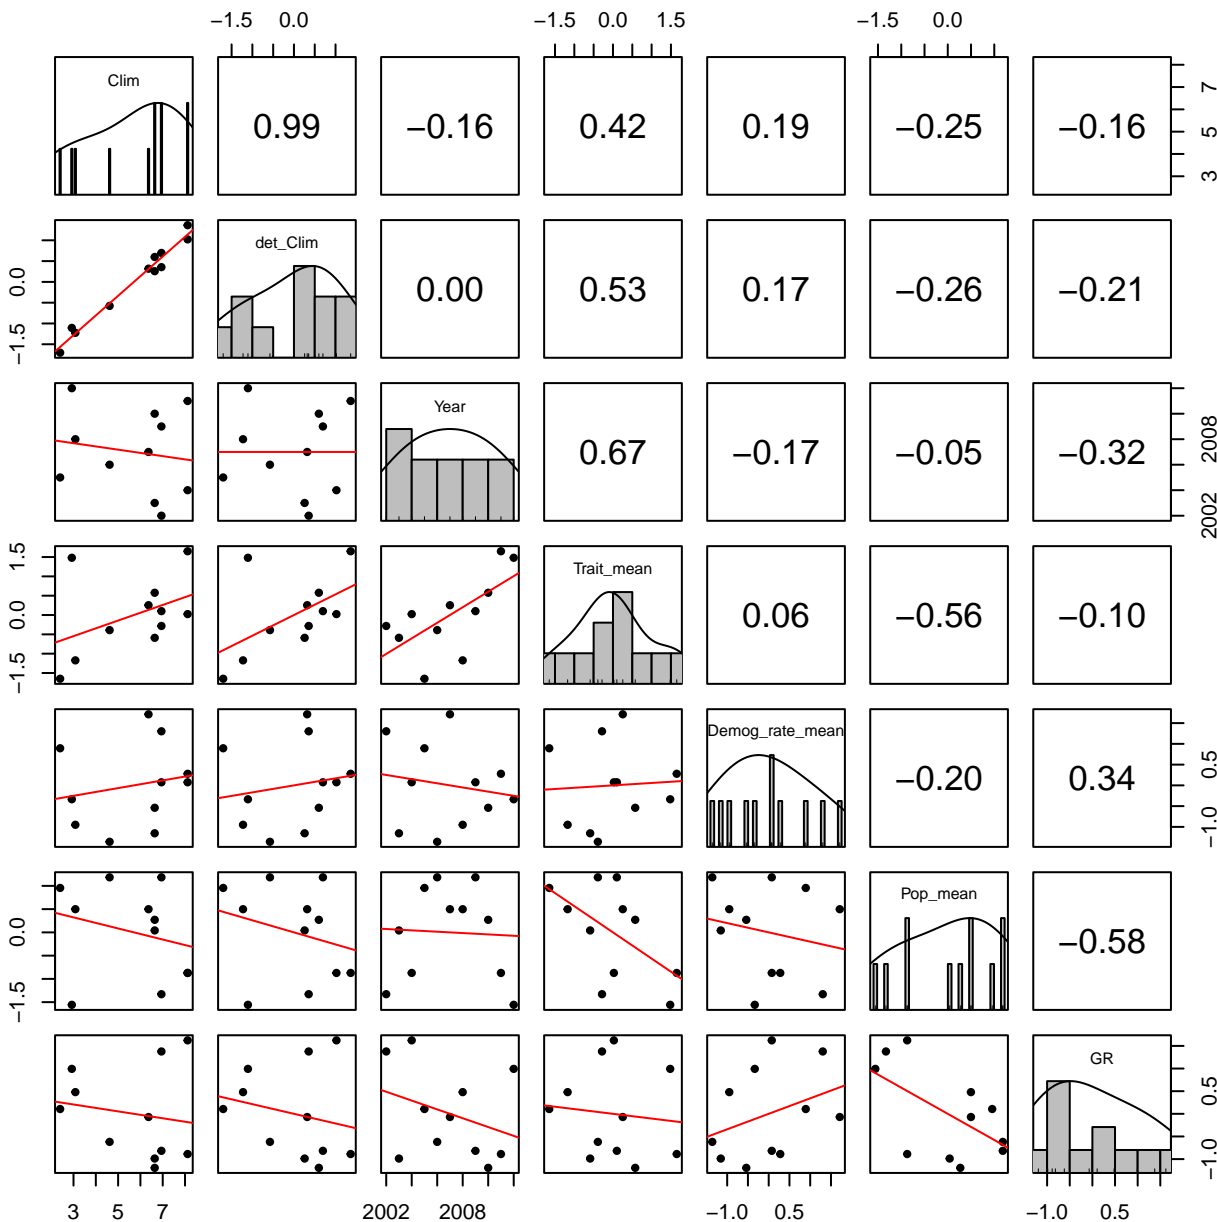 −1.5 0.0 −1.5 0.0 1.5 −1.5 0.0
Clim 0.99 −0.16 0.42 0.19 −0.25 −0.16 3 5 7
−1.5 0.0 det_Clim 0.00 0.53 0.17 −0.26 −0.21
Year 0.67 −0.17 −0.05 −0.32 2002 2008
−1.5 0.0 1.5 Trait_mean 0.06 −0.56 −0.10
Demog_rate_mean −0.20 0.34 −1.0 0.5
−1.5 0.0 Pop_mean −0.58
GR −1.0 0.5
3 5 7 2002 2008 −1.0 0.5 −1.0 0.5